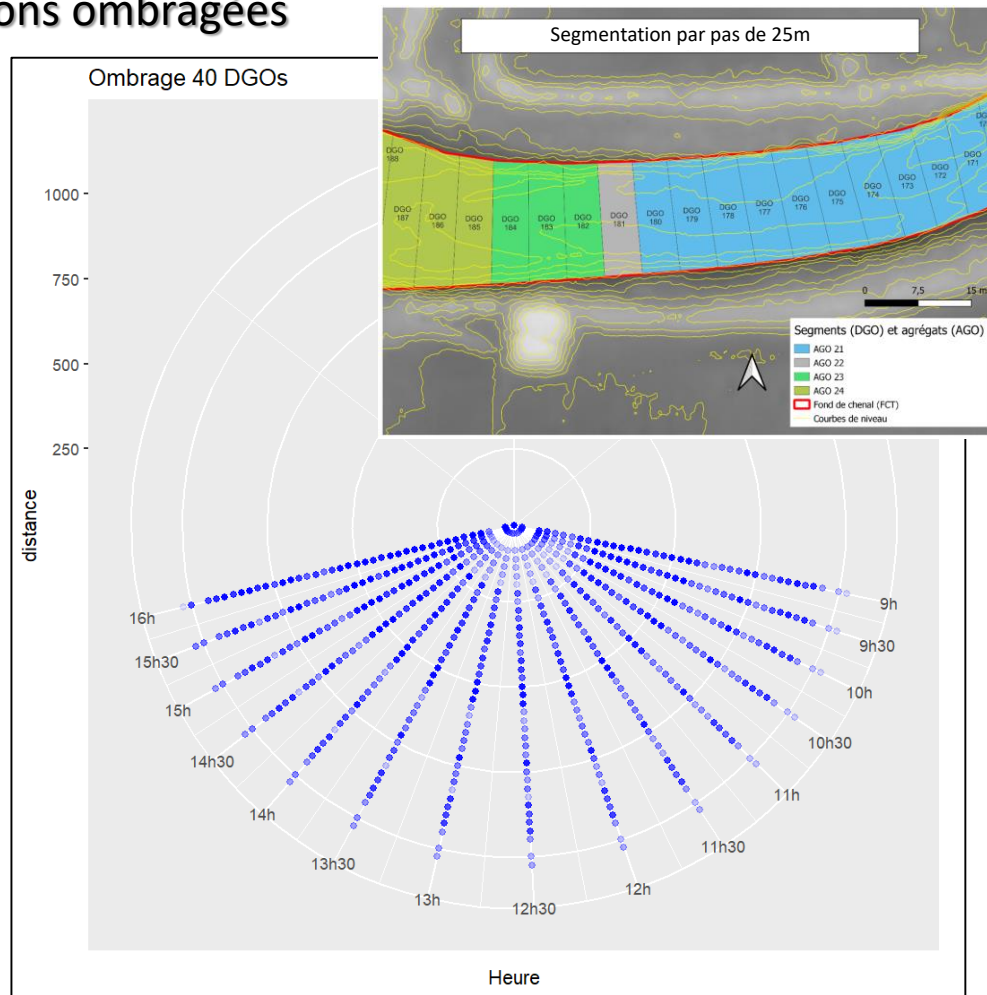 ons ombragées
Ombrage 40 DGOs
Segmentation par pas de 25m
DGO 188
DGO 187
DGO 186
DGO 185
DGO 184
DGO 183
DGO 182
DGO 181
DGO 180
DGO 179
DGO 178
DGO 177
DGO 176
DGO 175
DGO 174
DGO 173
DGO 172
DGO 171
0 7,5 15 m
Segments (DGO) et agrégats (AGO)
AGO 21
AGO 22
AGO 23
AGO 24
Fond de chenal (FCT)
Courbes de niveau
1000
750
500
250
distance
16h
15h30
15h
14h30
14h
13h30
13h
12h30
12h
11h30
11h
10h30
10h
9h30
9h
Heure